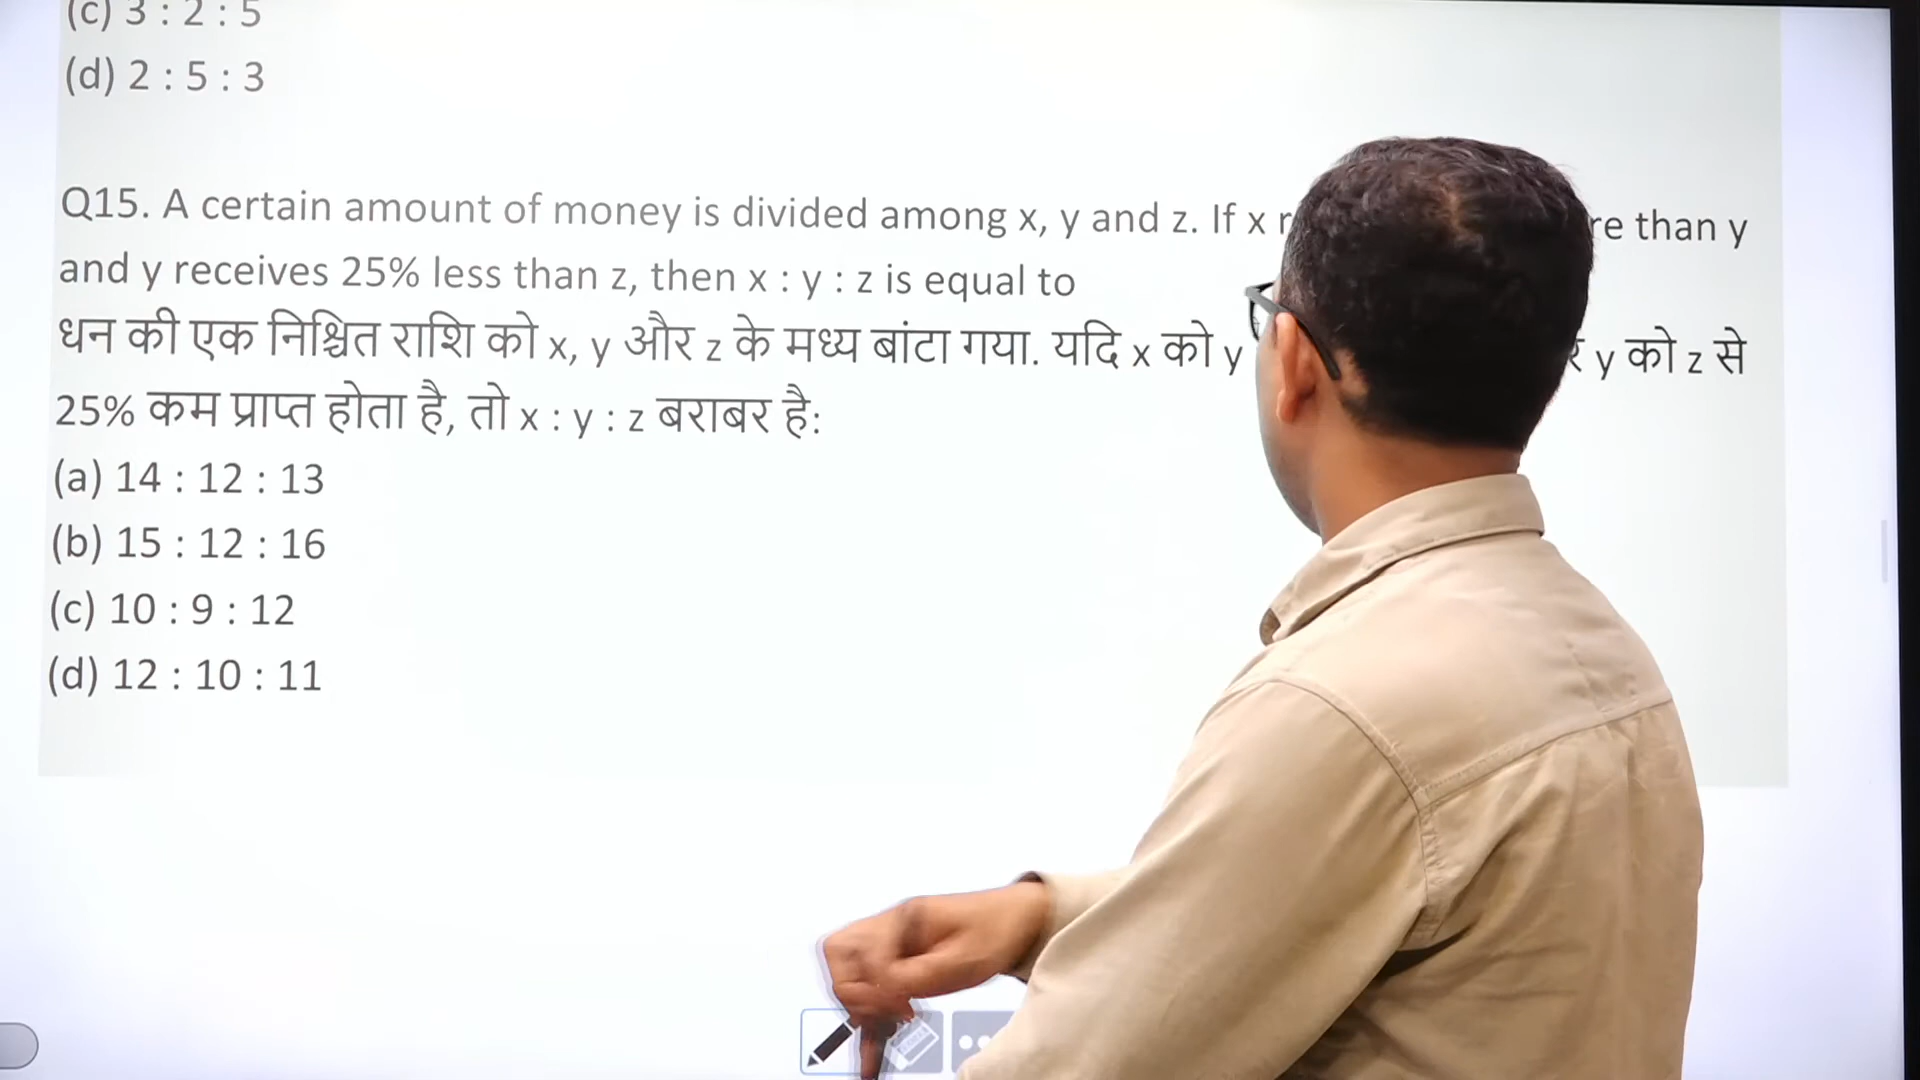 (c) 3 : 2 : 5
(d) 2 : 5 : 3
Q15. A certain amount of money is divided among x, y and z. If x than y
and y receives 25% less than z, then x : y : z is equal to
धन की एक निश्चित राशि को x, y और z के मध्य बांटा गया. यदि x को y y को z से
25% कम प्राप्त होता है, तो x : y : z बराबर है:
(a) 14 : 12 : 13
(b) 15 : 12 : 16
(c) 10 : 9 : 12
(d) 12 : 10 : 11